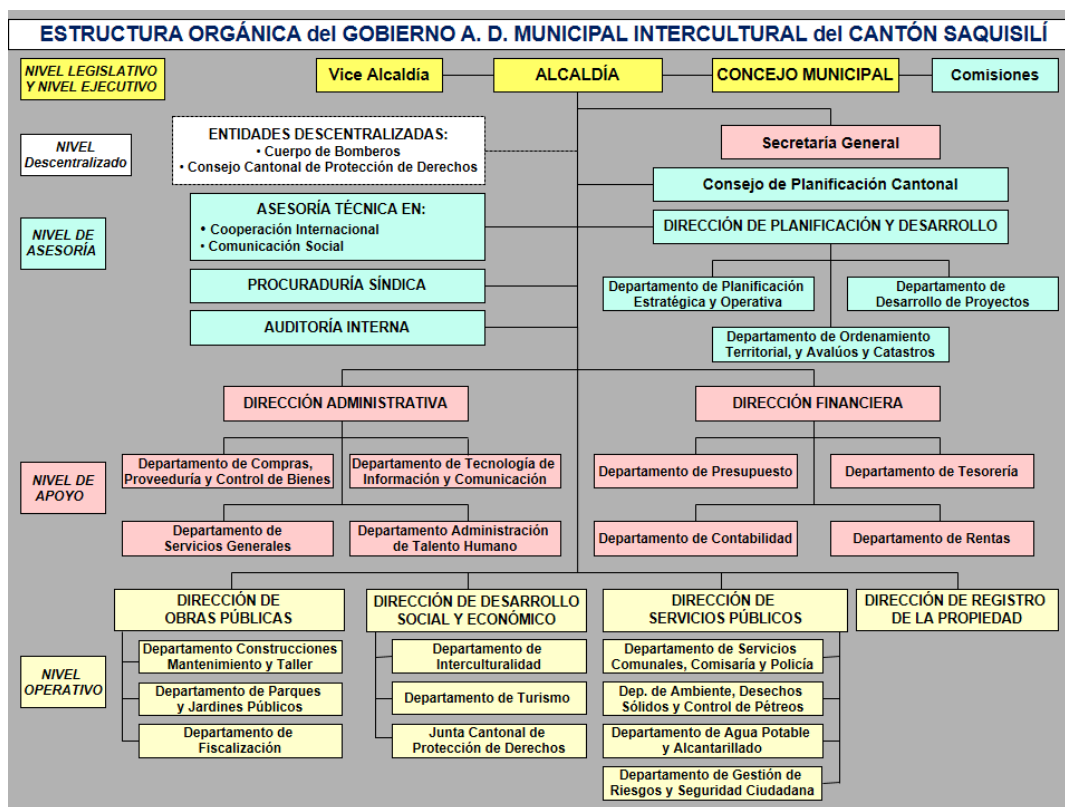 ESTRUCTURA ORGÁNICA del GOBIERNO A. D. MUNICIPAL INTERCULTURAL del CANTÓN SAQUISILÍ
NIVEL LEGISLATIVO
Y NIVEL EJECUTIVO
Vice Alcaldía
ALCALDÍA
CONCEJO MUNICIPAL
Comisiones
NIVEL
Descentralizado
ENTIDADES DESCENTRALIZADAS:
• Cuerpo de Bomberos
• Consejo Cantonal de Protección de Derechos
Secretaría General
Consejo de Planificación Cantonal
NIVEL DE
ASESORÍA
ASESORÍA TÉCNICA EN:
• Cooperación Internacional
• Comunicación Social
DIRECCIÓN DE PLANIFICACIÓN Y DESARROLLO
PROCURADURÍA SÍNDICA
Departamento de Planificación
Estratégica y Operativa
Departamento de
Desarrollo de Proyectos
AUDITORÍA INTERNA
Departamento de Ordenamiento
Territorial, y Avalúos y Catastros
DIRECCIÓN ADMINISTRATIVA
DIRECCIÓN FINANCIERA
NIVEL DE
APOYO
Departamento de Compras,
Proveeduría y Control de Bienes
Departamento de Tecnología de
Información y Comunicación
Departamento de Presupuesto
Departamento de Tesorería
Departamento de
Servicios Generales
Departamento Administración
de Talento Humano
Departamento de Contabilidad
Departamento de Rentas
DIRECCIÓN DE
OBRAS PÚBLICAS
DIRECCIÓN DE DESARROLLO
SOCIAL Y ECONÓMICO
DIRECCIÓN DE
SERVICIOS PÚBLICOS
DIRECCIÓN DE REGISTRO
DE LA PROPIEDAD
NIVEL
OPERATIVO
Departamento Construcciones
Mantenimiento y Taller
Departamento de
Interculturalidad
Departamento de Servicios
Comunales, Comisaría y Policía
Departamento de Parques
y Jardines Públicos
Departamento de Turismo
Dep. de Ambiente, Desechos
Sólidos y Control de Pétreos
Departamento de
Fiscalización
Junta Cantonal de
Protección de Derechos
Departamento de Agua Potable
y Alcantarillado
Departamento de Gestión de
Riesgos y Seguridad Ciudadana